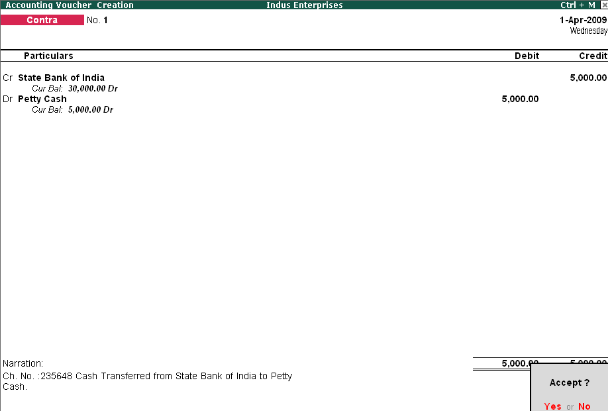 Accounting Voucher Creation Indus Enterprises Ctrl + M
Contra No. 1 1-Apr-2009
Wednesday
Particulars Debit Credit
Cr State Bank of India 5,000.00
Cur Bal: 30,000.00 Dr
Dr Petty Cash 5,000.00
Cur Bal: 5,000.00 Dr
Narration: 5,000.00 5,000.00
Ch. No. :235648 Cash Transferred from State Bank of India to Petty
Cash.
Accept ?
Yes or No